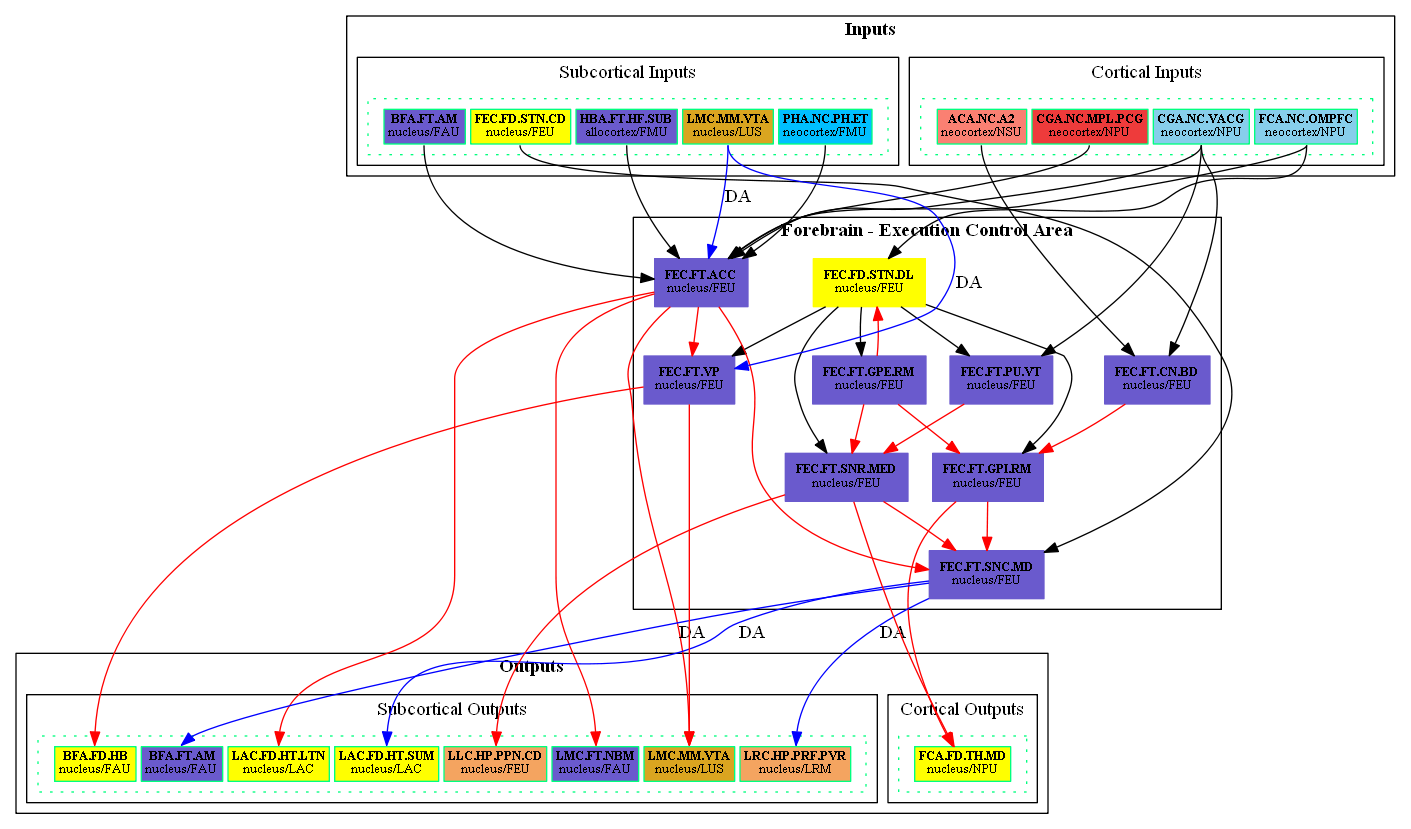 Inputs
Subcortical Inputs
Cortical Inputs
BFA.FT.AM
nucleus/FAU
FEC.FD.STN.CD
nucleus/FEU
HBA.FT.HF.SUB
allocortex/FMU
LMC.MM.VTA
nucleus/LUS
PHA.NC.PH.ET
neocortex/FMU
ACA.NC.A2
neocortex/NSU
CGA.NC.MPL.PCG
neocortex/NPU
CGA.NC.VACG
neocortex/NPU
FCA.NC.OMPFC
neocortex/NPU
DA
Forebrain - Execution Control Area
FEC.FT.ACC
nucleus/FEU
FEC.FD.STN.DL
nucleus/FEU
DA
FEC.FT.VP
nucleus/FEU
FEC.FT.GPE.RM
nucleus/FEU
FEC.FT.PU.VT
nucleus/FEU
FEC.FT.CN.BD
nucleus/FEU
FEC.FT.SNR.MED
nucleus/FEU
FEC.FT.GPI.RM
nucleus/FEU
FEC.FT.SNC.MD
nucleus/FEU
DA
DA
DA
Outputs
Subcortical Outputs
Cortical Outputs
BFA.FD.HB
nucleus/FAU
BFA.FT.AM
nucleus/FAU
LAC.FD.HT.LTN
nucleus/LAC
LAC.FD.HT.SUM
nucleus/LAC
LLC.HP.PPN.CD
nucleus/FEU
LMC.FT.NBM
nucleus/FAU
LMC.MM.VTA
nucleus/LUS
LRC.HP.PRF.PVR
nucleus/LRM
FCA.FD.TH.MD
nucleus/NPU